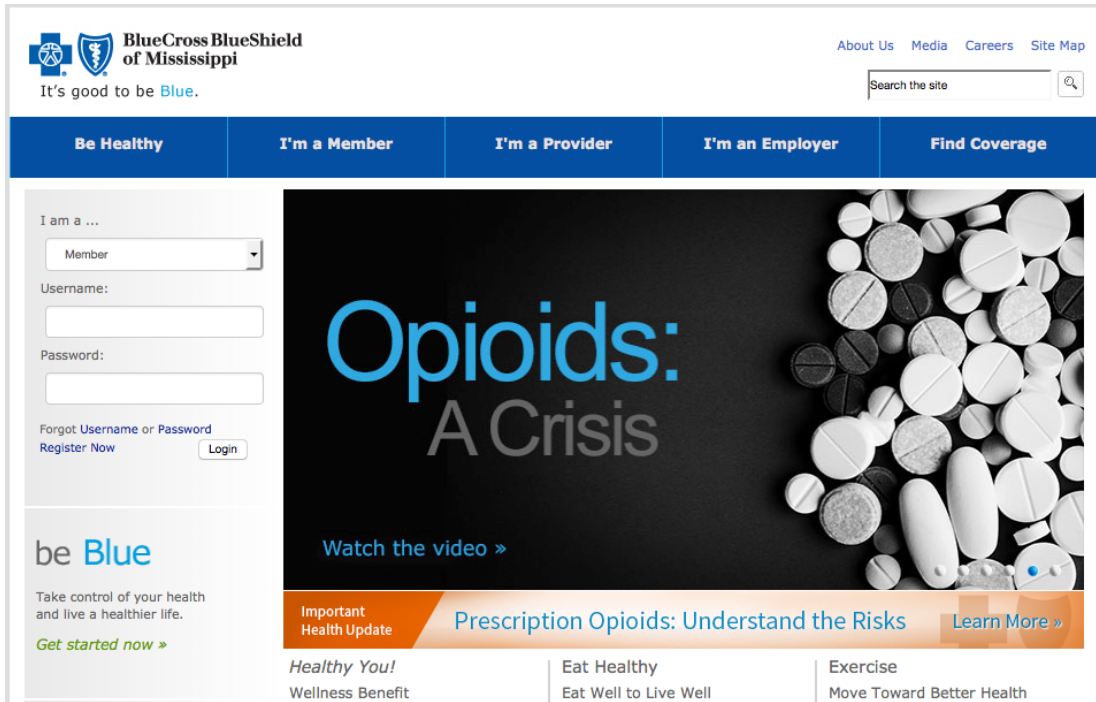 BlueCross BlueShield
of Mississippi
It's good to be Blue.
About Us Media Careers Site Map
Search the site
Be Healthy I'm a Member I'm a Provider I'm an Employer Find Coverage
I am a ...
Member
Username:
Password:
Forgot Username or Password
Register Now
Login
be Blue
Take control of your health
and live a healthier life.
Get started now »
Opioids:
A Crisis
Watch the video »
Important
Health Update
Prescription Opioids: Understand the Risks
Learn More »
Healthy You!
Wellness Benefit
Eat Healthy
Eat Well to Live Well
Exercise
Move Toward Better Health